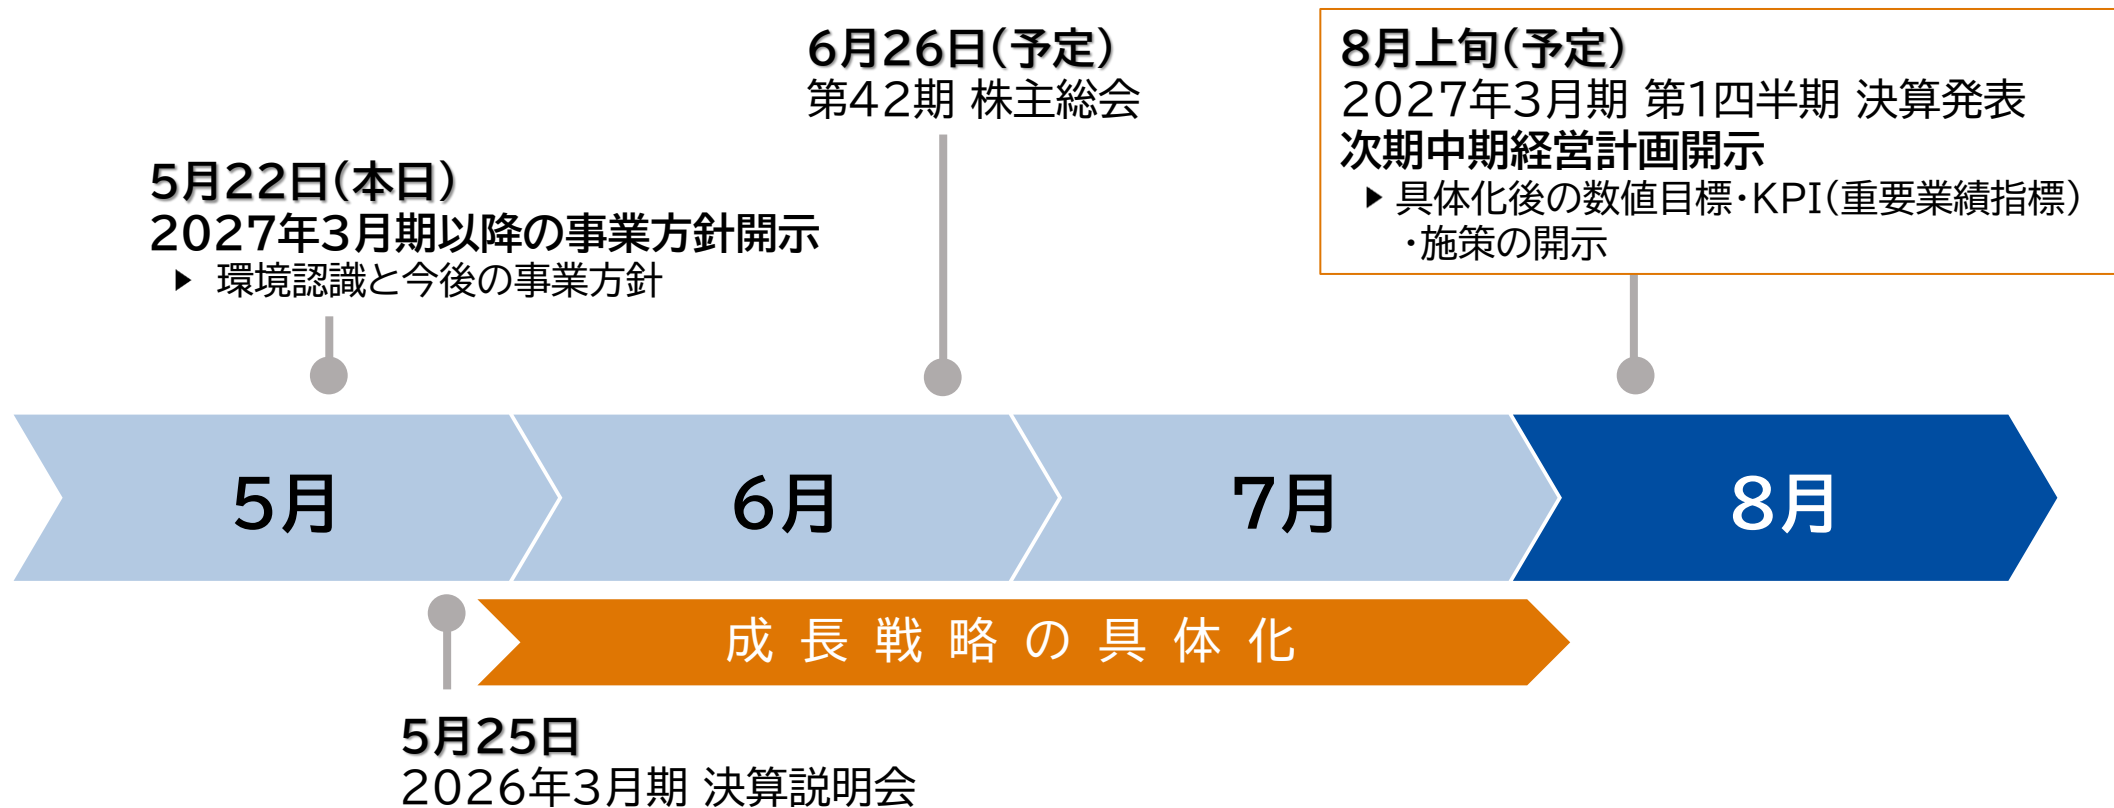 5月22日(本日)
2027年3月期以降の事業方針開示
▶ 環境認識と今後の事業方針
6月26日(予定)
第42期 株主総会
8月上旬(予定)
2027年3月期 第1四半期 決算発表
次期中期経営計画開示
▶ 具体化後の数値目標・KPI(重要業績指標)
・施策の開示
5月
6月
7月
8月
成長戦略の具体化
5月25日
2026年3月期 決算説明会